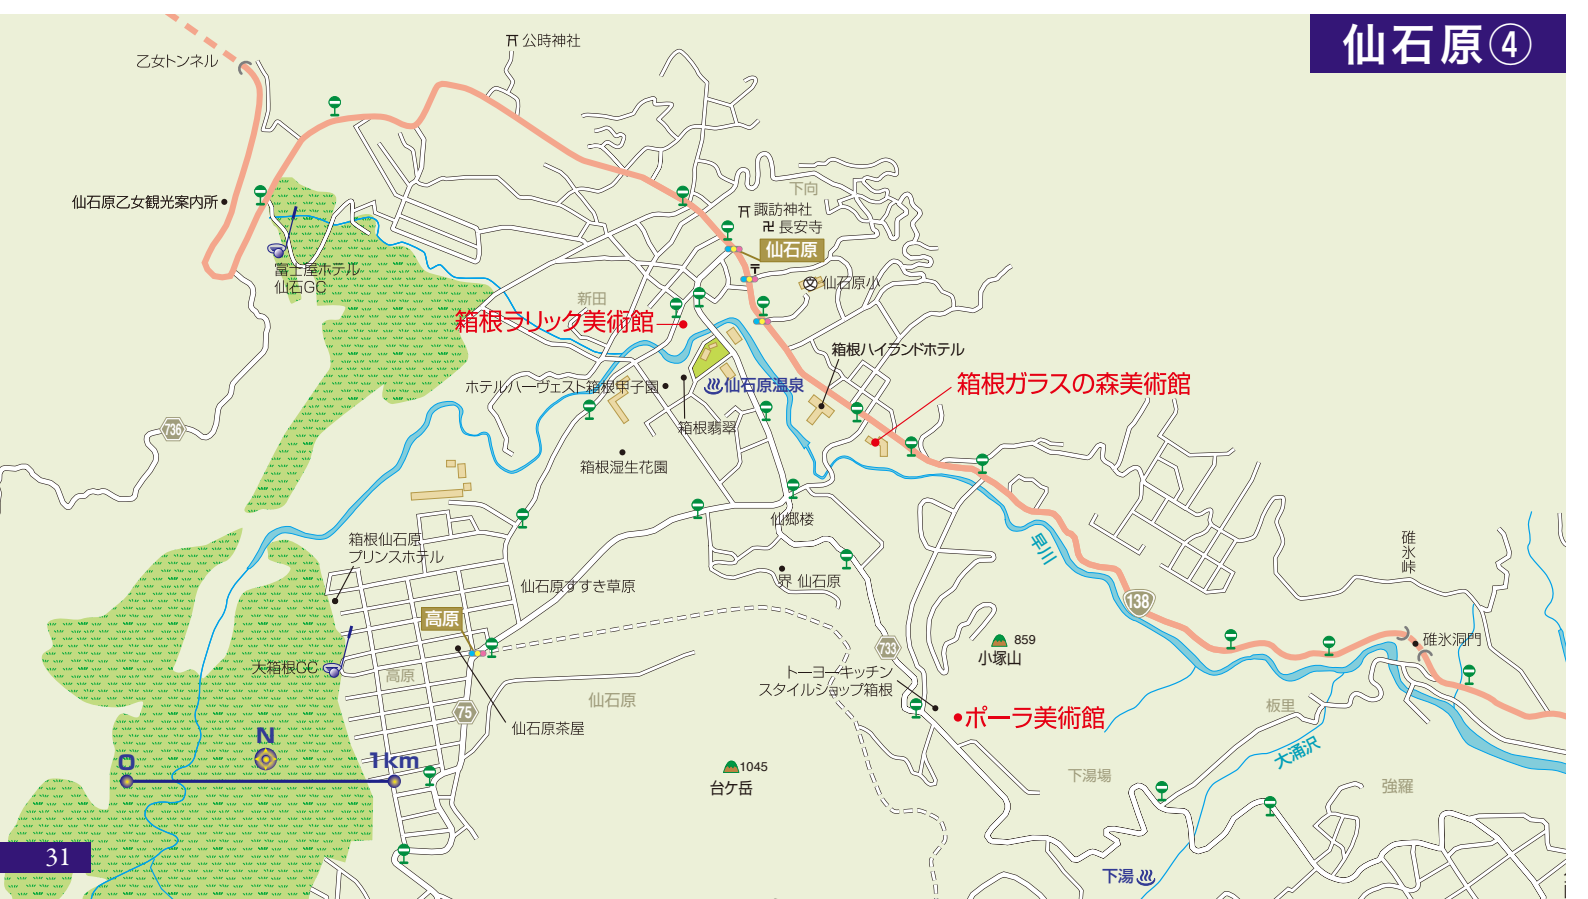 仙石原④
公時神社
乙女トンネル
仙石原乙女観光案内所
下向
諏訪神社
長安寺
仙石原
〒
富士屋ホテル
仙石GC
仙石原小
新田
箱根ラリック美術館
箱根ハイランドホテル
ホテルハーヴェスト箱根甲子園
仙石原温泉
箱根ガラスの森美術館
736
箱根翡翠
箱根湿生花園
仙郷楼
箱根仙石原
プリンスホテル
早川
碓氷峠
仙石原すすき草原
界 仙石原
138
高原
859
小塚山
733
碓氷洞門
大箱根CC
高原
トーヨーキッチン
スタイルショップ箱根
仙石原
75
仙石原茶屋
ポーラ美術館
板里
大涌沢
N
0
1km
1045
台ケ岳
下湯場
強羅
31
下湯